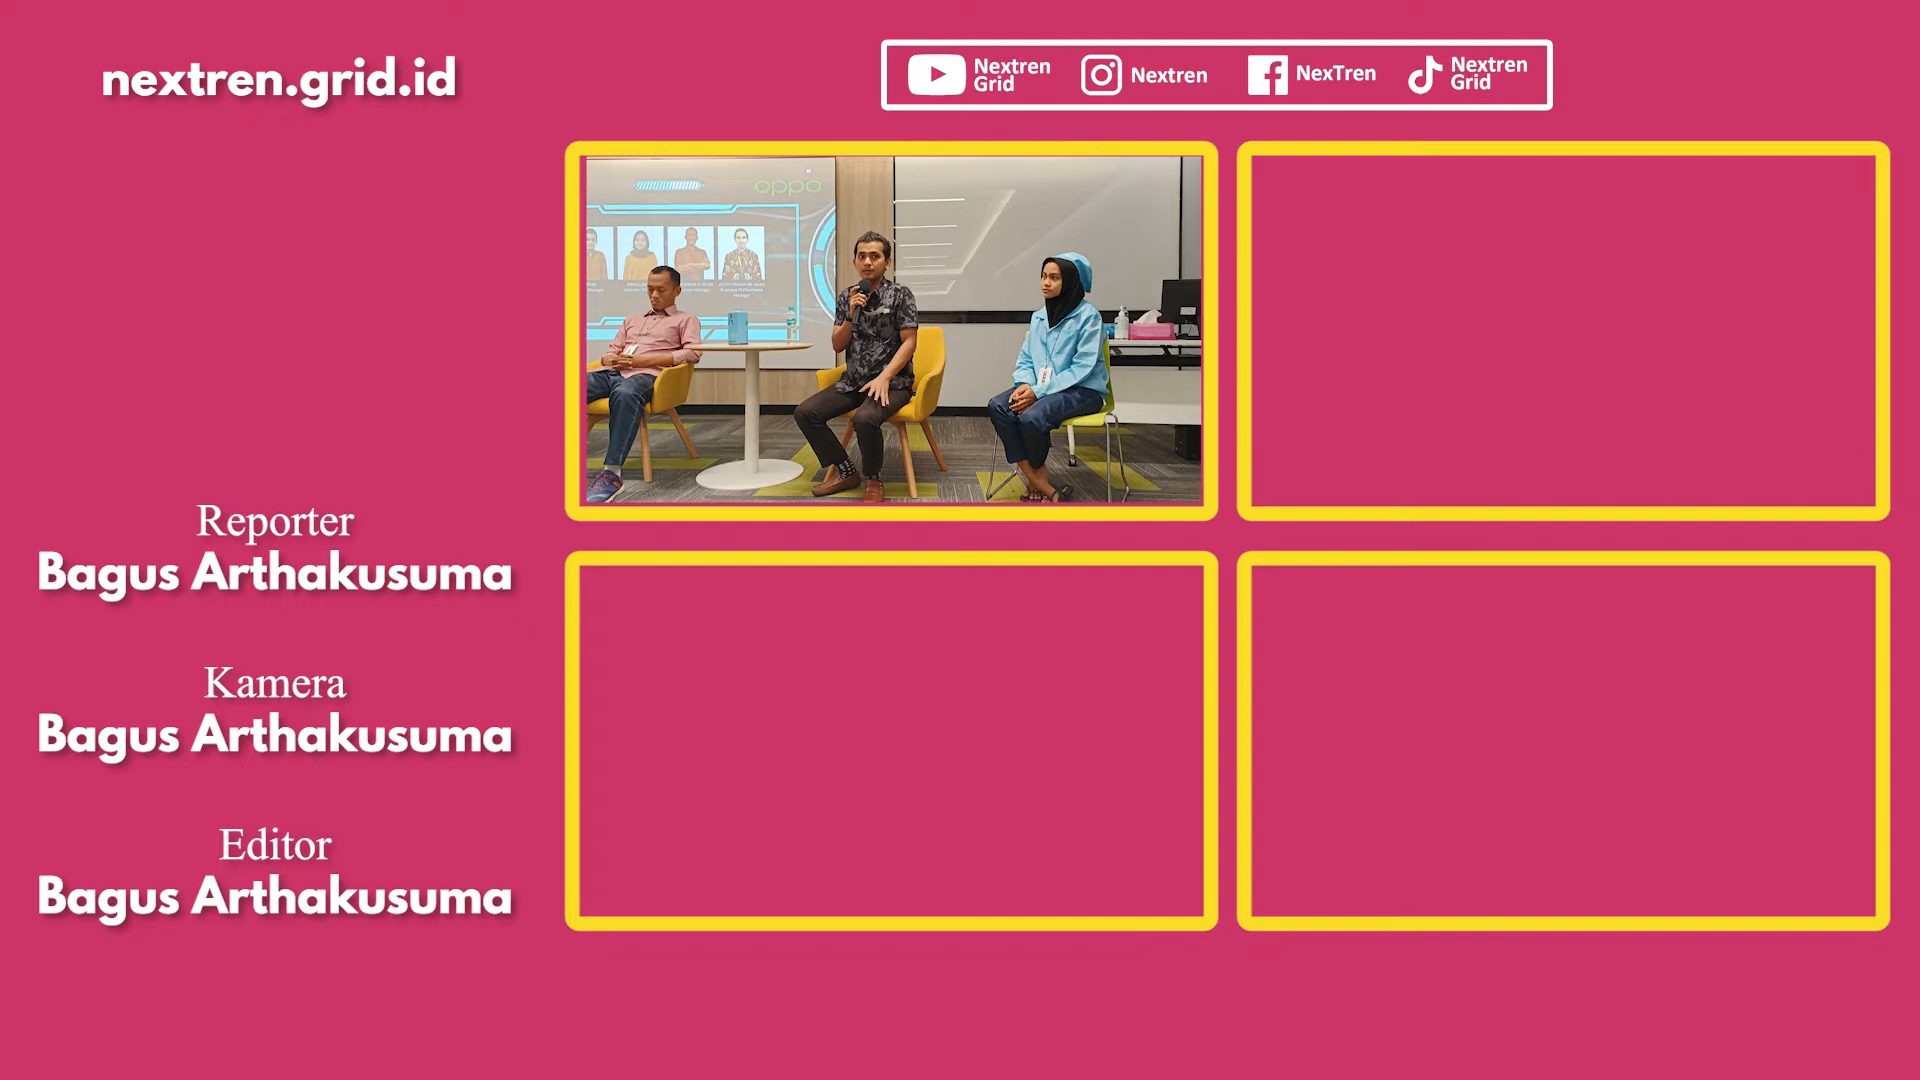 nextren.grid.id
Nextren
Grid
Nextren
NexTren
Nextren
Grid
oppo
Reporter
Bagus Arthakusuma
Kamera
Bagus Arthakusuma
Editor
Bagus Arthakusuma